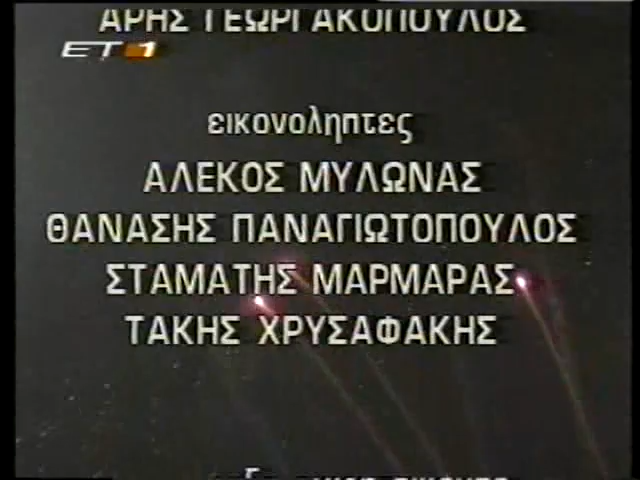 ΑΡΗΣ ΓΕΩΡΓΑΚΟΠΟΥΛΟΣ
ΕΤ1
εικονοληπτες
ΑΛΕΚΟΣ ΜΥΛΩΝΑΣ
ΘΑΝΑΣΗΣ ΠΑΝΑΓΙΩΤΟΠΟΥΛΟΣ
ΣΤΑΜΑΤΗΣ ΜΑΡΜΑΡΑΣ
ΤΑΚΗΣ ΧΡΥΣΑΦΑΚΗΣ